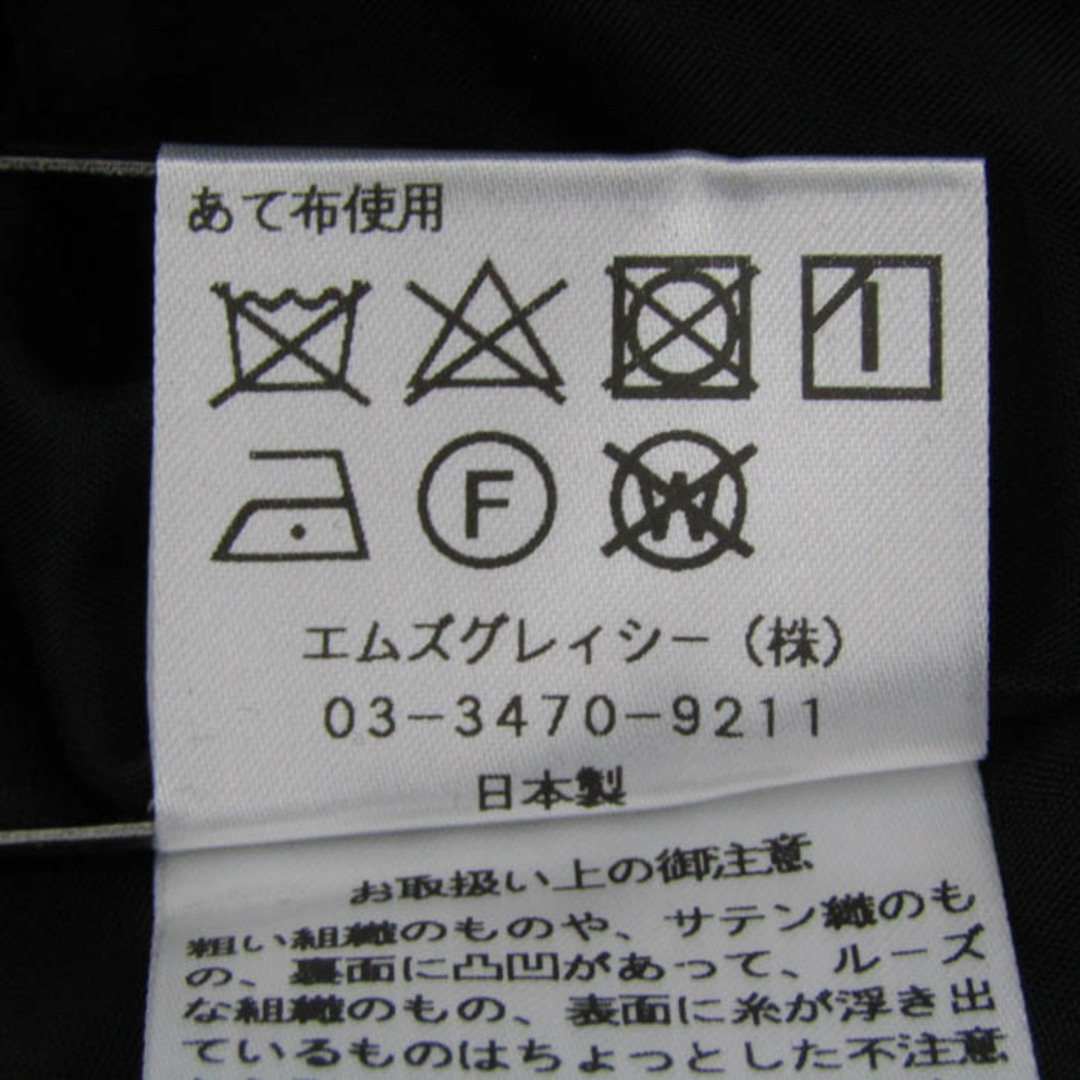 あて布使用
F
W
エムズグレィシー（株）
03-3470-9211
日本製
お取扱い上の御注意
粗い組織のものや、サテン織のも
の、裏面に凸凹があって、ルーズ
な組織のもの、表面に糸が浮き出
ているものはちょっとした不注意